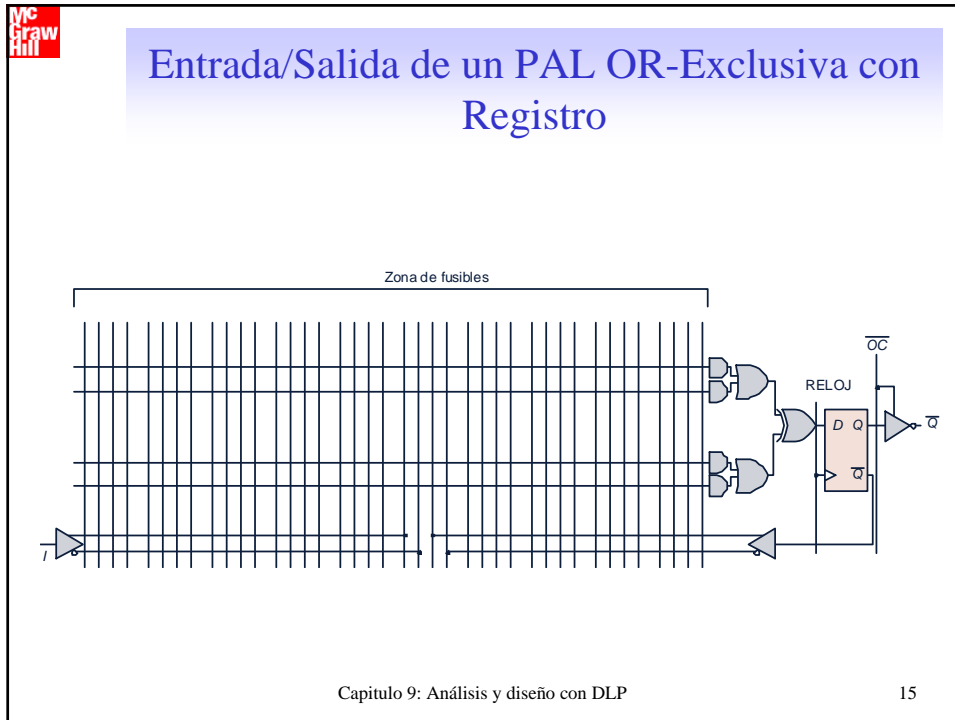 Mc
Graw
Hill
Entrada/Salida de un PAL OR-Exclusiva con
Registro
Zona de fusibles
OC
RELOJ
D Q
Q
Q
I
Capitulo 9: Análisis y diseño con DLP
15